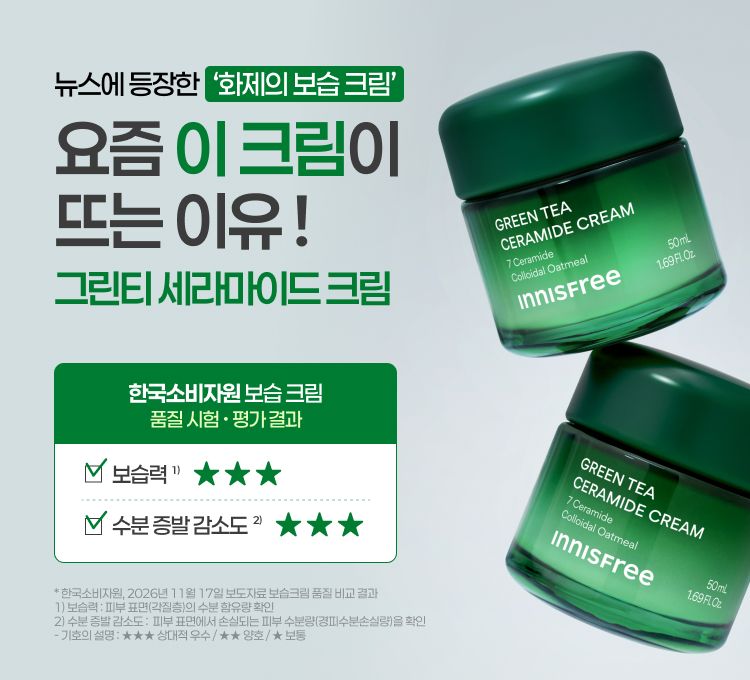 뉴스에 등장한 '화제의 보습 크림'
요즘 이 크림이
뜨는 이유!
그린티 세라마이드 크림
한국소비자원 보습 크림
품질 시험·평가 결과
보습력 1) ★★★
수분 증발 감소도 2) ★★★
* 한국소비자원, 2026년 11월 17일 보도자료 보습크림 품질 비교 결과
1) 보습력 : 피부 표면(각질층)의 수분 함유량 확인
2) 수분 증발 감소도 : 피부 표면에서 손실되는 피부 수분량(경피수분손실량)을 확인
- 기호의 설명 : ★★★ 상대적 우수 / ★★ 양호 / ★ 보통
GREEN TEA
CERAMIDE CREAM
7 Ceramide
Colloidal Oatmeal
50 mL
1.69 Fl. Oz.
innisfree
GREEN TEA
CERAMIDE CREAM
7 Ceramide
Colloidal Oatmeal
innisfree
50 mL
1.69 Fl. Oz.